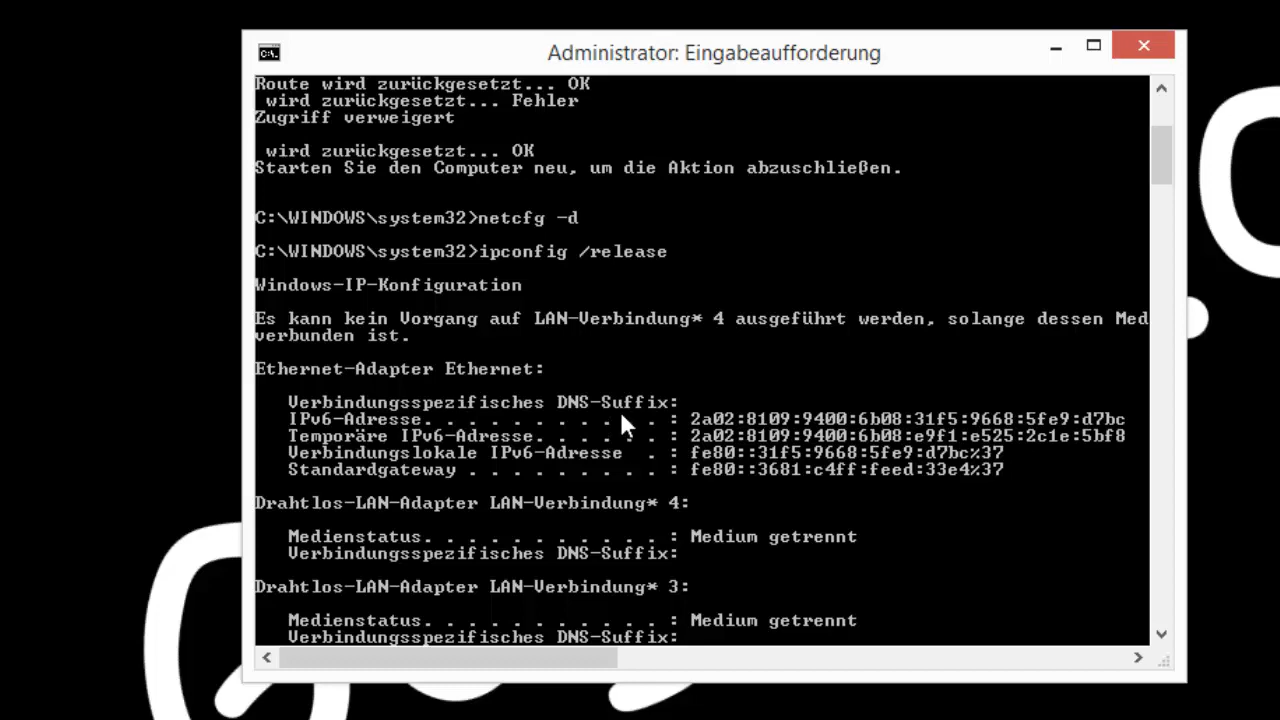 Administrator: Eingabeaufforderung
Route wird zurückgesetzt... OK
wird zurückgesetzt... Fehler
Zugriff verweigert
wird zurückgesetzt... OK
Starten Sie den Computer neu, um die Aktion abzuschließen.
C:\WINDOWS\system32>netcfg -d
C:\WINDOWS\system32>ipconfig /release
Windows-IP-Konfiguration
Es kann kein Vorgang auf LAN-Verbindung* 4 ausgeführt werden, solange dessen Med
verbunden ist.
Ethernet-Adapter Ethernet:
Verbindungsspezifisches DNS-Suffix:
IPv6-Adresse. . . . . . . . . . . : 2a02:8109:9400:6b08:31f5:9668:5fe9:d7bc
Temporäre IPv6-Adresse. . . . . . : 2a02:8109:9400:6b08:e9f1:e525:2c1e:5bf8
Verbindungslokale IPv6-Adresse  . : fe80::31f5:9668:5fe9:d7bc%37
Standardgateway . . . . . . . . . : fe80::3681:c4ff:feed:33e4%37
Drahtlos-LAN-Adapter LAN-Verbindung* 4:
Medienstatus. . . . . . . . . . . : Medium getrennt
Verbindungsspezifisches DNS-Suffix:
Drahtlos-LAN-Adapter LAN-Verbindung* 3:
Medienstatus. . . . . . . . . . . : Medium getrennt
Verbindungsspezifisches DNS-Suffix: